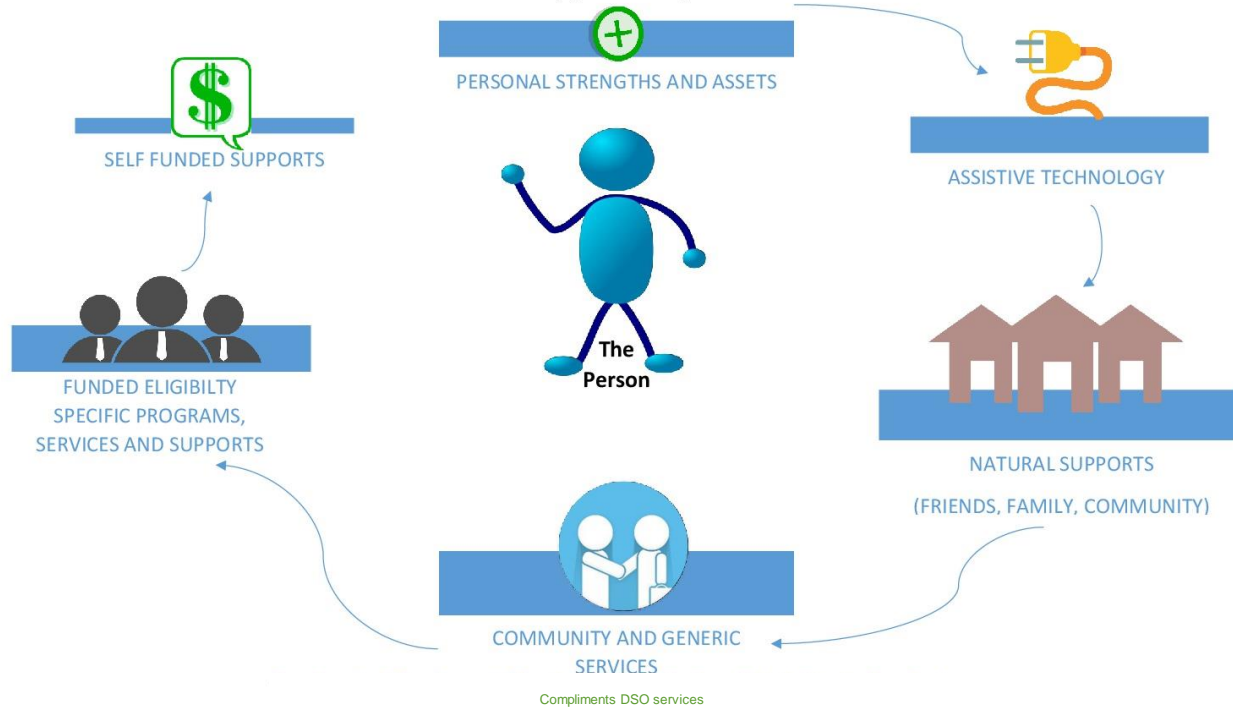 PERSONAL STRENGTHS AND ASSETS
ASSISTIVE TECHNOLOGY
NATURAL SUPPORTS
(FRIENDS, FAMILY, COMMUNITY)
COMMUNITY AND GENERIC
SERVICES
FUNDED ELIGIBILTY
SPECIFIC PROGRAMS,
SERVICES AND SUPPORTS
SELF FUNDED SUPPORTS
$
The
Person
Compliments DSO services